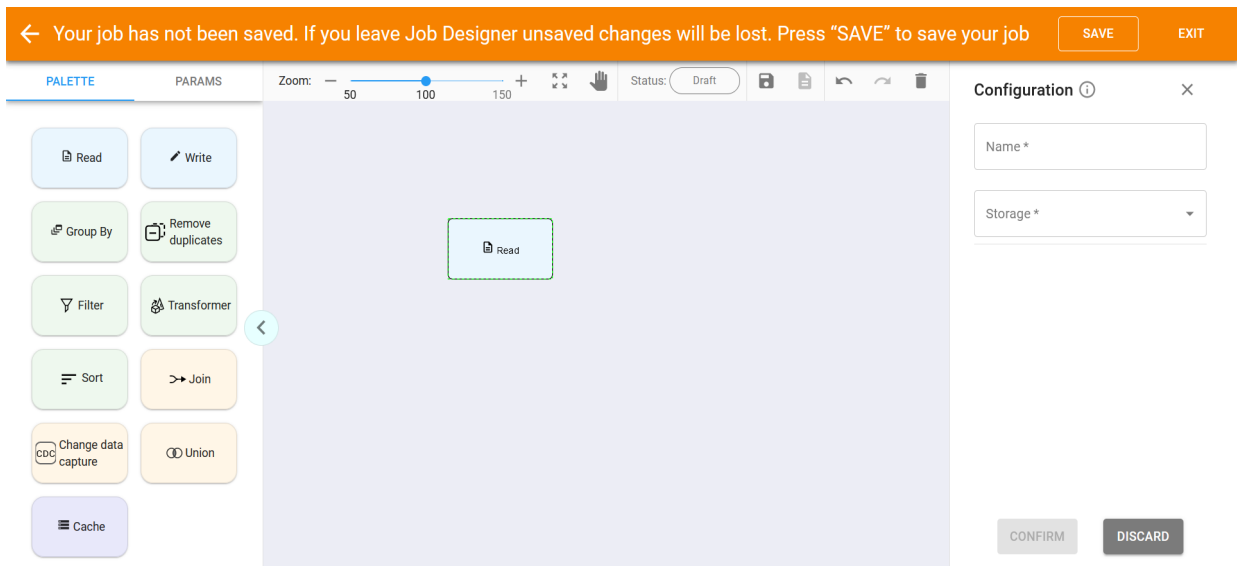 Your job has not been saved. If you leave Job Designer unsaved changes will be lost. Press “SAVE” to save your job
SAVE
EXIT
PALETTE
PARAMS
Zoom:
50
100
150
Status:
Draft
Configuration
Name *
Storage *
Read
Write
Group By
Remove
duplicates
Filter
Transformer
Sort
Join
CDC
Change data
capture
Union
Cache
Read
CONFIRM
DISCARD